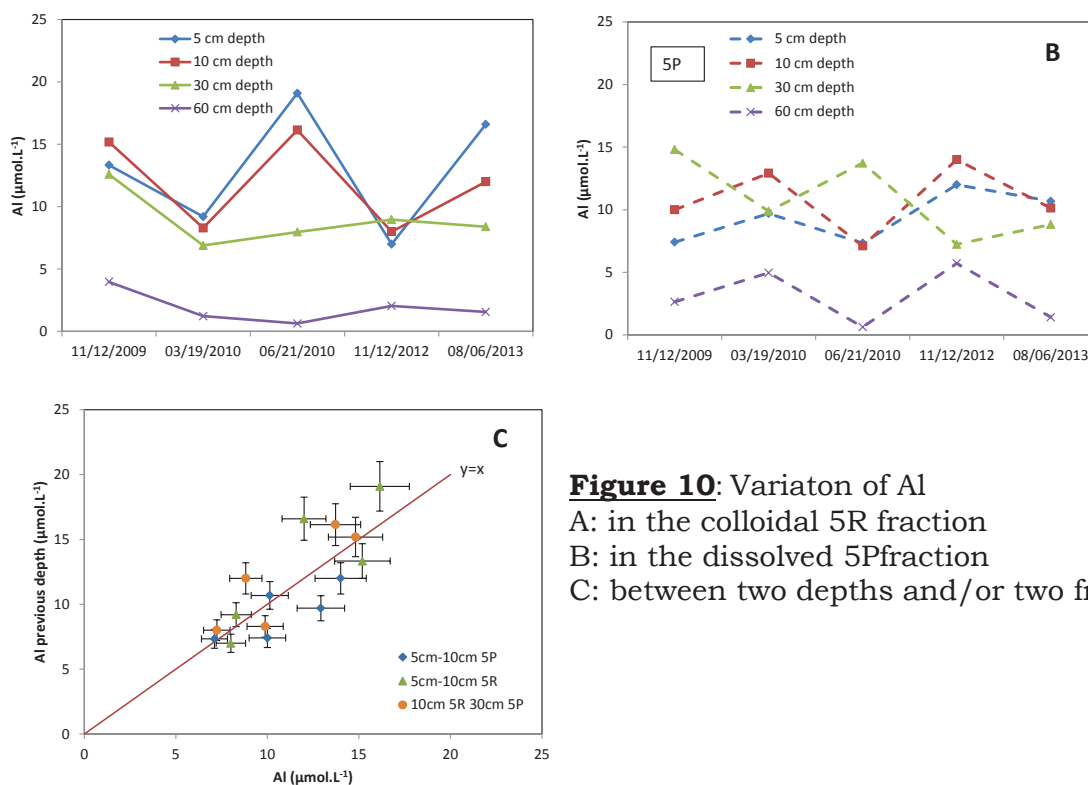 25
20
15
10
5
0
Al (µmol.L⁻¹)
5 cm depth
10 cm depth
30 cm depth
60 cm depth
11/12/2009 03/19/2010 06/21/2010 11/12/2012 08/06/2013
25
20
15
10
5
0
Al (µmol.L⁻¹)
5P
5 cm depth
10 cm depth
30 cm depth
60 cm depth
B
11/12/2009 03/19/2010 06/21/2010 11/12/2012 08/06/2013
25
20
15
10
5
0
Al previous depth (µmol.L⁻¹)
C
y=x
5cm-10cm 5P
5cm-10cm 5R
10cm 5R 30cm 5P
0 5 10 15 20 25
Al (µmol.L⁻¹)
Figure 10: Variaton of Al
A: in the colloidal 5R fraction
B: in the dissolved 5Pfraction
C: between two depths and/or two fr